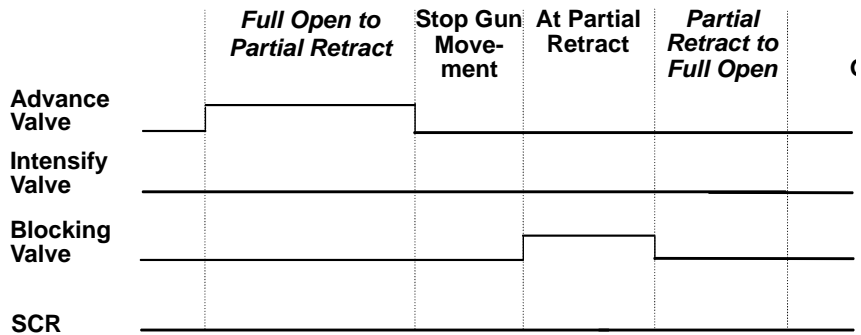 Full Open to
Partial Retract
Stop Gun
Move-
ment
At Partial
Retract
Partial
Retract to
Full Open
Advance
Valve
Intensify
Valve
Blocking
Valve
SCR